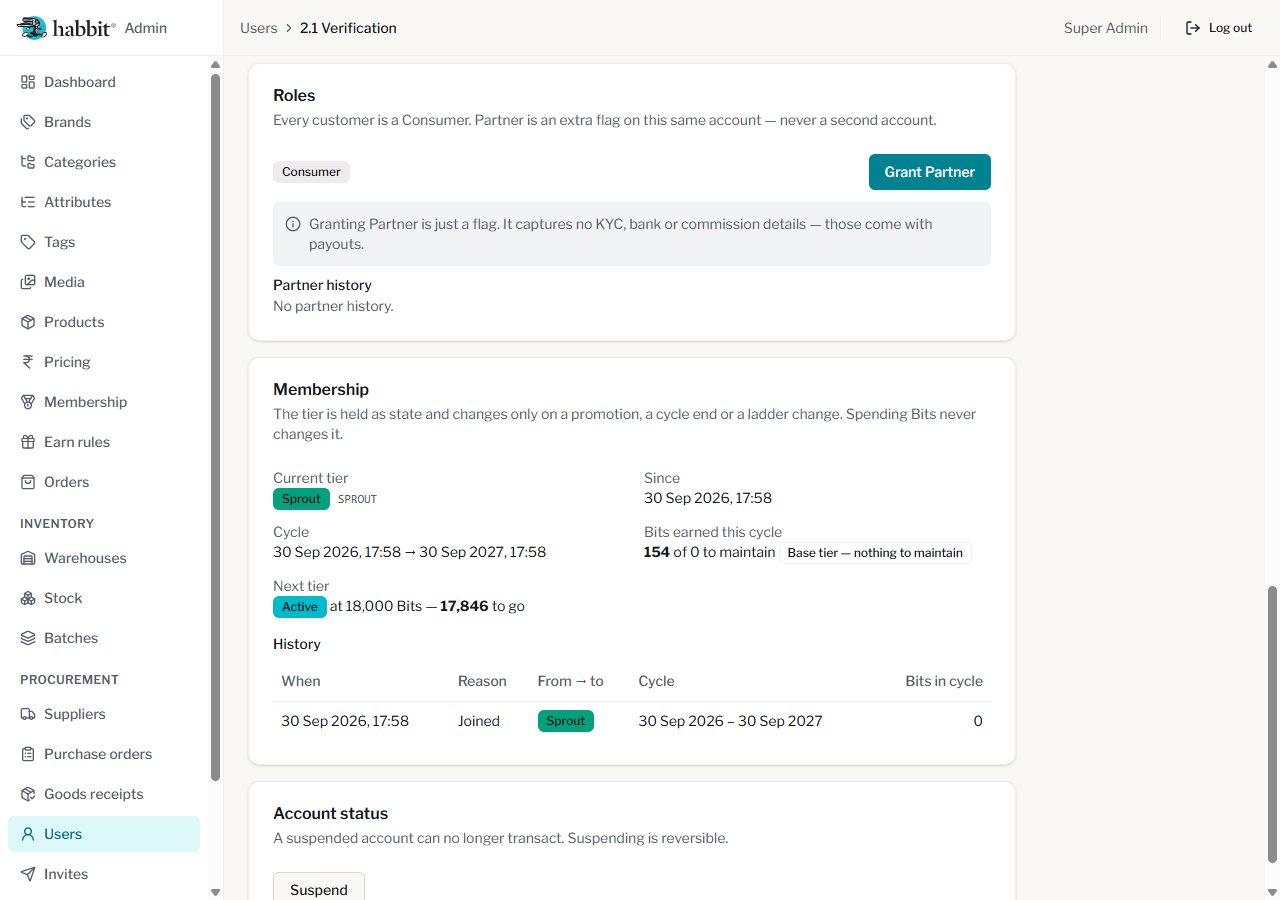 habbit® Admin
Users > 2.1 Verification
Super Admin
Log out
Dashboard
Brands
Categories
Attributes
Tags
Media
Products
Pricing
Membership
Earn rules
Orders
INVENTORY
Warehouses
Stock
Batches
PROCUREMENT
Suppliers
Purchase orders
Goods receipts
Users
Invites
Roles
Every customer is a Consumer. Partner is an extra flag on this same account — never a second account.
Consumer
Grant Partner
Granting Partner is just a flag. It captures no KYC, bank or commission details — those come with
payouts.
Partner history
No partner history.
Membership
The tier is held as state and changes only on a promotion, a cycle end or a ladder change. Spending Bits never
changes it.
Current tier
Sprout SPROUT
Since
30 Sep 2026, 17:58
Cycle
30 Sep 2026, 17:58 → 30 Sep 2027, 17:58
Bits earned this cycle
154 of 0 to maintain Base tier — nothing to maintain
Next tier
Active at 18,000 Bits — 17,846 to go
History
When Reason From → to Cycle Bits in cycle
30 Sep 2026, 17:58 Joined Sprout 30 Sep 2026 – 30 Sep 2027 0
Account status
A suspended account can no longer transact. Suspending is reversible.
Suspend